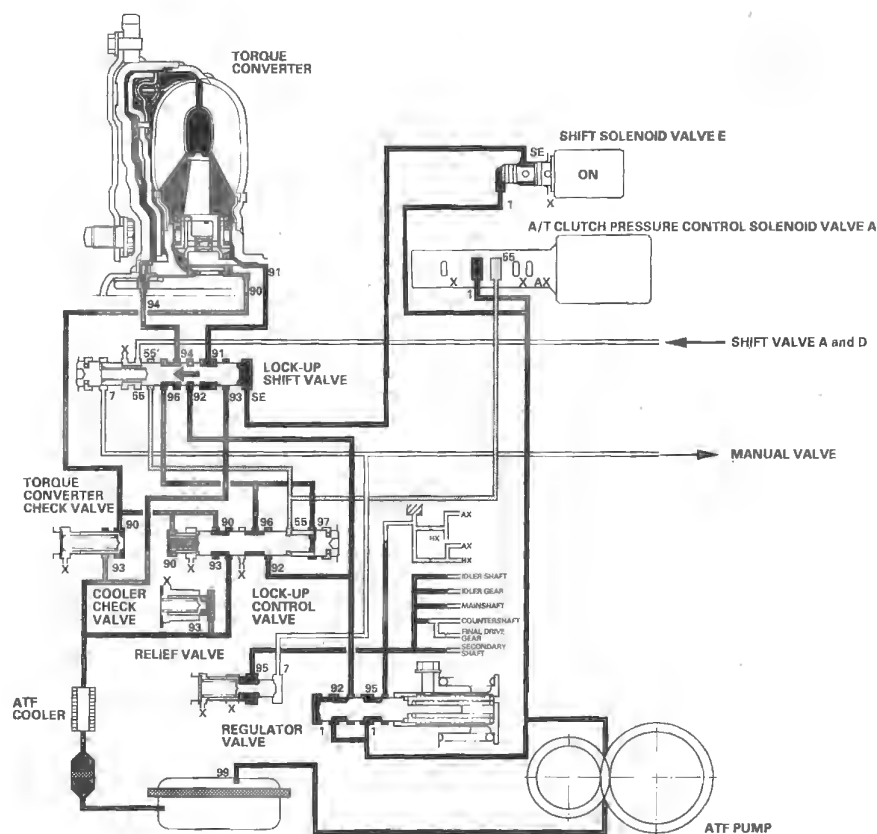 TORQUE
CONVERTER
SHIFT SOLENOID VALVE E
SE
ON
1
X
A/T CLUTCH PRESSURE CONTROL SOLENOID VALVE A
55
X
1
X
AX
91
90
94
SHIFT VALVE A and D
X
55'
94
91
LOCK-UP
SHIFT VALVE
7
55
96
92
93
SE
MANUAL VALVE
TORQUE
CONVERTER
CHECK VALVE
90
90
96
55
97
AX
HX
AX
HX
93
X
90
X
93
X
92
COOLER
CHECK
VALVE
LOCK-UP
CONTROL
VALVE
X
93
RELIEF VALVE
IDLER SHAFT
IDLER GEAR
MAINSHAFT
COUNTERSHAFT
FINAL DRIVE
GEAR
SECONDARY
SHAFT
95
7
X
X
92
95
ATF
COOLER
REGULATOR
VALVE
1
1
X
99
ATF PUMP